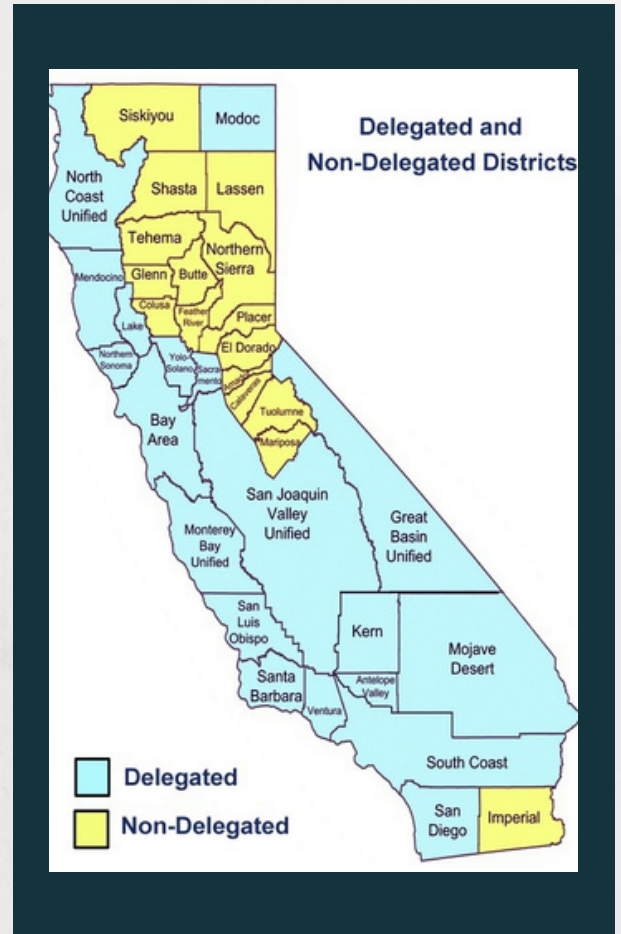 Delegated and
Non-Delegated Districts
Siskiyou
Modoc
North
Coast
Unified
Shasta
Lassen
Tehema
Northern
Sierra
Mendocino
Glenn
Butte
Colusa
Feather
River
Placer
Lake
El Dorado
Northern
Sonoma
Yolo-
Solano
Sacra-
mento
Amador
Calaveras
Tuolumne
Mariposa
Bay
Area
San Joaquin
Valley
Unified
Great
Basin
Unified
Monterey
Bay
Unified
San
Luis
Obispo
Kern
Mojave
Desert
Santa
Barbara
Antelope
Valley
Ventura
South Coast
Delegated
Non-Delegated
San
Diego
Imperial